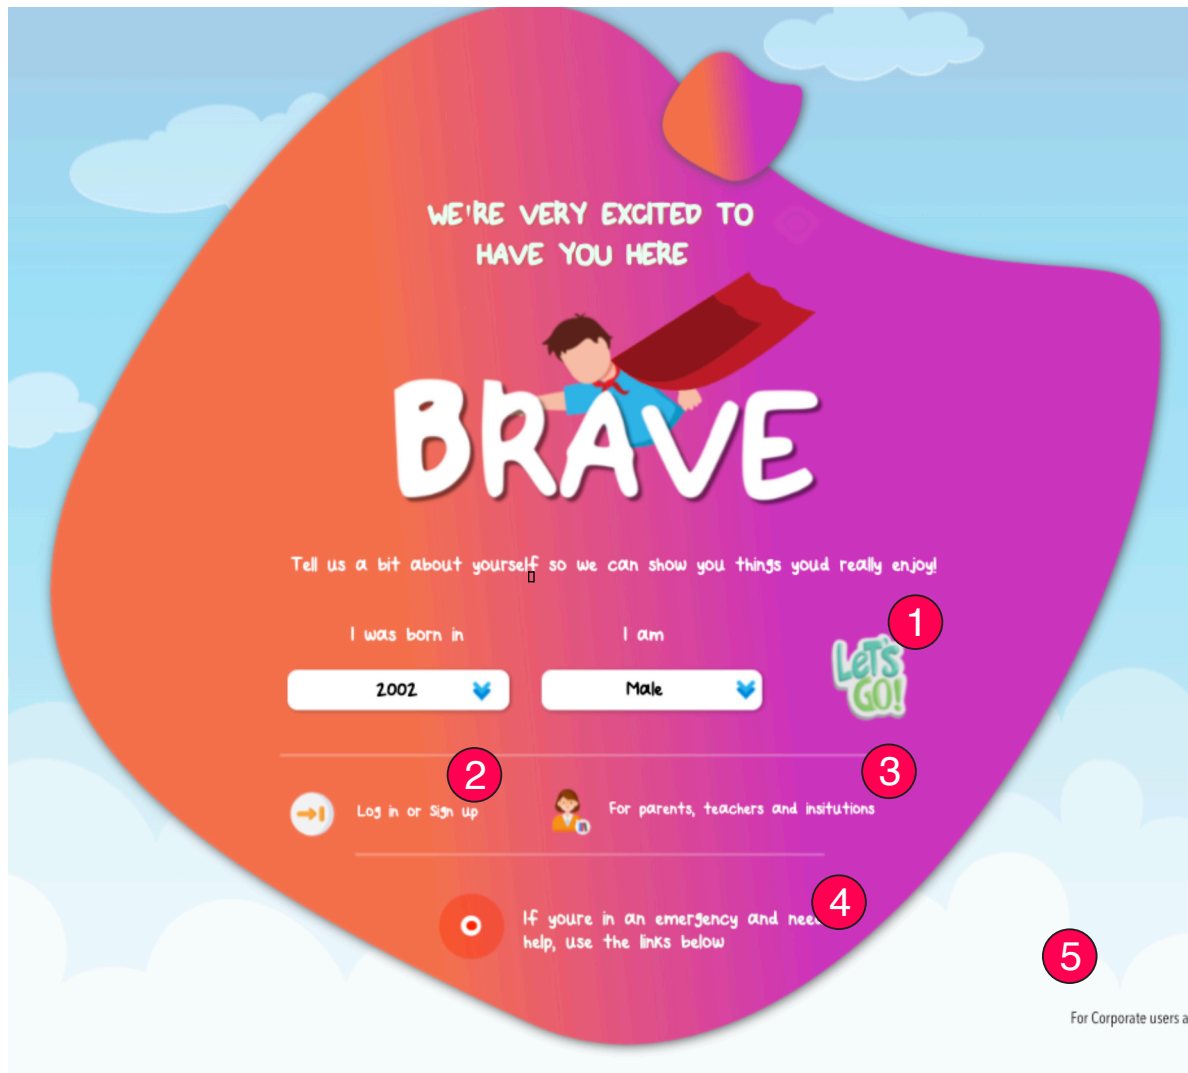 WE'RE VERY EXCITED TO
HAVE YOU HERE
BRAVE
Tell us a bit about yourself so we can show you things youd really enjoy!
I was born in
I am
1
LET'S
GO!
2002
Male
2
3
Log in or Sign up
For parents, teachers and insitutions
4
If youre in an emergency and
help, use the links below
5
For Corporate users a